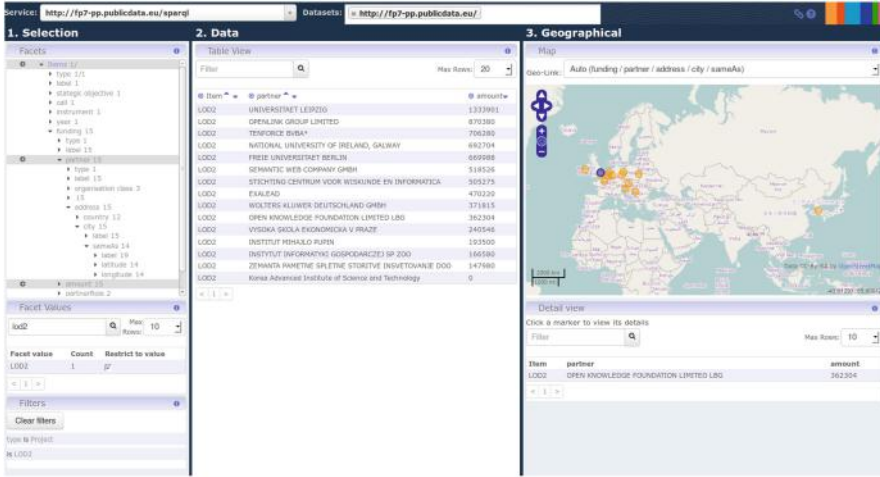 Service: http://fp7-pp.publicdata.eu/sparql
Datasets: http://fp7-pp.publicdata.eu/
1. Selection
Facets
Items 1/
type 1/1
label 1
stategic objective 1
call 1
instrument 1
year 1
funding 15
type 1
label 15
partner 15
type 1
label 15
organisation class 3
15
address 15
country 12
city 15
label 15
sameAs 14
label 19
latitude 14
longitude 14
amount 15
partnerRole 2
Facet Values
lod2
Max Rows: 10
Facet value Count Restrict to value
LOD2 1
< 1 >
Filters
Clear filters
type is Project
is LOD2
2. Data
Table View
Filter
Max Rows: 20
Item partner amount
LOD2 UNIVERSITAET LEIPZIG 1333901
LOD2 OPENLINK GROUP LIMITED 870380
LOD2 TENFORCE BVBA* 706280
LOD2 NATIONAL UNIVERSITY OF IRELAND, GALWAY 692704
LOD2 FREIE UNIVERSITAET BERLIN 669988
LOD2 SEMANTIC WEB COMPANY GMBH 518526
LOD2 STICHTING CENTRUM VOOR WISKUNDE EN INFORMATICA 505275
LOD2 EXALEAD 470220
LOD2 WOLTERS KLUWER DEUTSCHLAND GMBH 371815
LOD2 OPEN KNOWLEDGE FOUNDATION LIMITED LBG 362304
LOD2 VYSOKA SKOLA EKONOMICKA V PRAZE 240546
LOD2 INSTITUT MIHAJLO PUPIN 193500
LOD2 INSTYTUT INFORMATYKI GOSPODARCZEJ SP ZOO 166580
LOD2 ZEMANTA PAMETNE SPLETNE STORITVE INSVETOVANJE DOO 147980
LOD2 Korea Advanced Institute of Science and Technology 0
< 1 >
3. Geographical
Map
Geo-Link: Auto (funding / partner / address / city / sameAs)
Detail view
Click a marker to view its details
Filter
Max Rows: 10
Item partner amount
LOD2 OPEN KNOWLEDGE FOUNDATION LIMITED LBG 362304
< 1 >